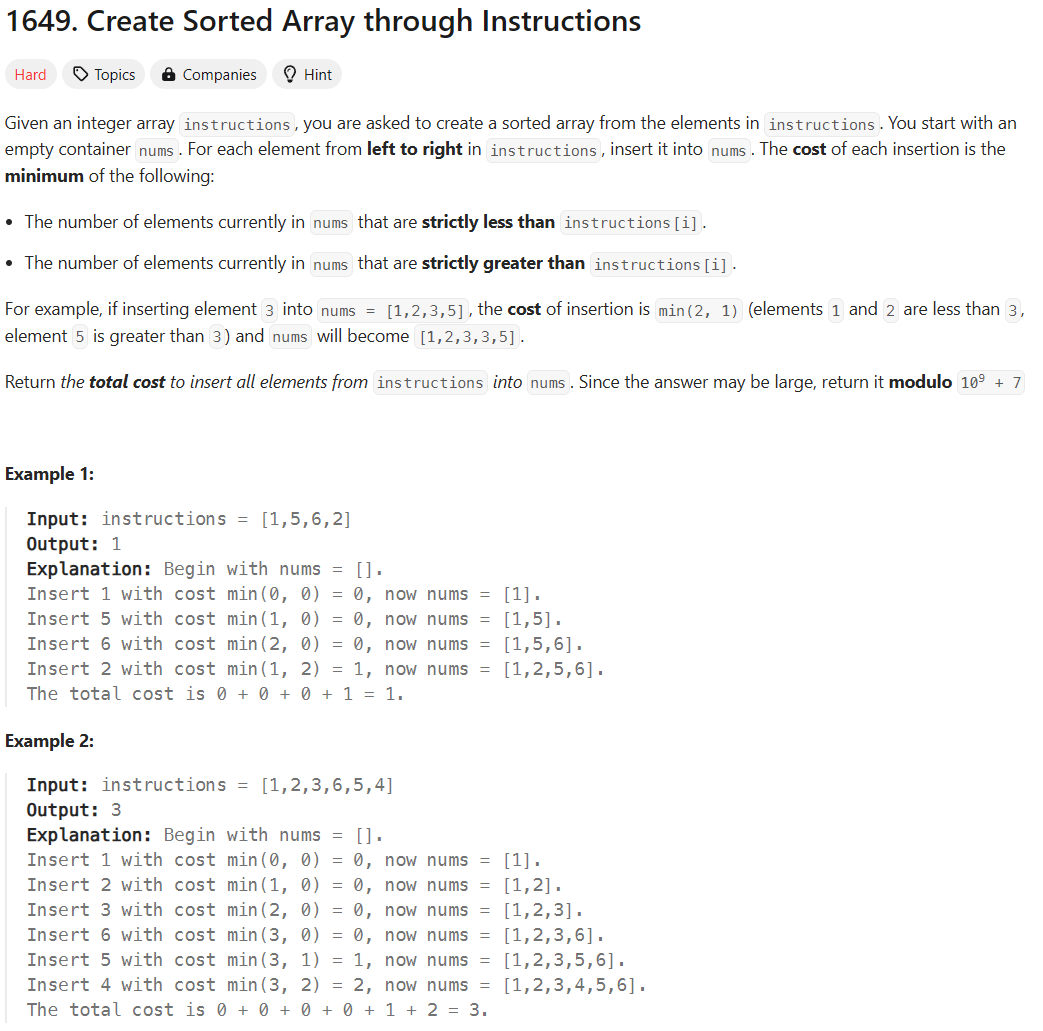 1649. Create Sorted Array through Instructions
Hard Topics Companies Hint
Given an integer array instructions, you are asked to create a sorted array from the elements in instructions. You start with an
empty container nums. For each element from left to right in instructions, insert it into nums. The cost of each insertion is the
minimum of the following:
• The number of elements currently in nums that are strictly less than instructions[i].
• The number of elements currently in nums that are strictly greater than instructions[i].
For example, if inserting element 3 into nums = [1,2,3,5], the cost of insertion is min(2, 1) (elements 1 and 2 are less than 3,
element 5 is greater than 3) and nums will become [1,2,3,3,5].
Return the total cost to insert all elements from instructions into nums. Since the answer may be large, return it modulo 10⁹ + 7
Example 1:
Input: instructions = [1,5,6,2]
Output: 1
Explanation: Begin with nums = [].
Insert 1 with cost min(0, 0) = 0, now nums = [1].
Insert 5 with cost min(1, 0) = 0, now nums = [1,5].
Insert 6 with cost min(2, 0) = 0, now nums = [1,5,6].
Insert 2 with cost min(1, 2) = 1, now nums = [1,2,5,6].
The total cost is 0 + 0 + 0 + 1 = 1.
Example 2:
Input: instructions = [1,2,3,6,5,4]
Output: 3
Explanation: Begin with nums = [].
Insert 1 with cost min(0, 0) = 0, now nums = [1].
Insert 2 with cost min(1, 0) = 0, now nums = [1,2].
Insert 3 with cost min(2, 0) = 0, now nums = [1,2,3].
Insert 6 with cost min(3, 0) = 0, now nums = [1,2,3,6].
Insert 5 with cost min(3, 1) = 1, now nums = [1,2,3,5,6].
Insert 4 with cost min(3, 2) = 2, now nums = [1,2,3,4,5,6].
The total cost is 0 + 0 + 0 + 0 + 1 + 2 = 3.